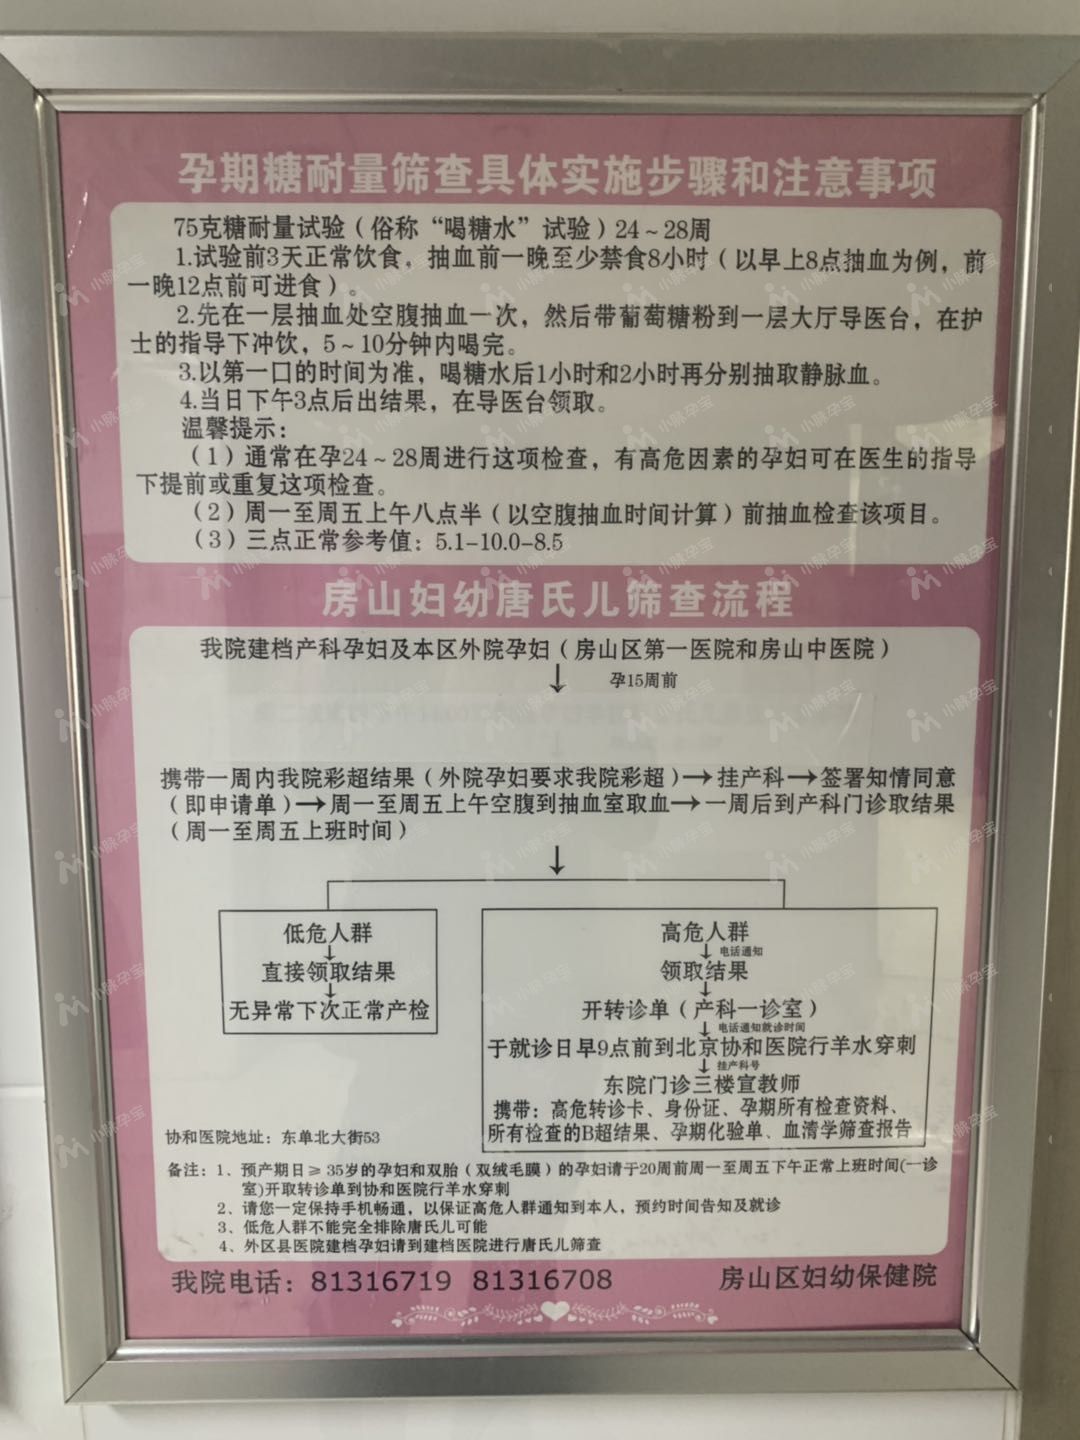 孕期糖耐量筛查具体实施步骤和注意事项
75克糖耐量试验（俗称“喝糖水”试验）24～28周
1.试验前3天正常饮食，抽血前一晚至少禁食8小时（以早上8点抽血为例，前
一晚12点前可进食）。
2.先在一层抽血处空腹抽血一次，然后带葡萄糖粉到一层大厅导医台，在护
士的指导下冲饮，5～10分钟内喝完。
3.以第一口的时间为准，喝糖水后1小时和2小时再分别抽取静脉血。
4.当日下午3点后出结果，在导医台领取。
温馨提示：
（1）通常在孕24～28周进行这项检查，有高危因素的孕妇可在医生的指导
下提前或重复这项检查。
（2）周一至周五上午八点半（以空腹抽血时间计算）前抽血检查该项目。
（3）三点正常参考值：5.1–10.0–8.5
房山妇幼唐氏儿筛查流程
我院建档产科孕妇及本区外院孕妇（房山区第一医院和房山中医院）
↓ 孕15周前
携带一周内我院彩超结果（外院孕妇要求我院彩超）→挂产科→签署知情同意
（即申请单）→周一至周五上午空腹到抽血室取血→一周后到产科门诊取结果
（周一至周五上班时间）
↓
低危人群
↓
直接领取结果
↓
无异常下次正常产检
高危人群
↓电话通知
领取结果
↓
开转诊单（产科一诊室）
↓电话通知就诊时间
于就诊日早9点前到北京协和医院行羊水穿刺
↓挂产科号
东院门诊三楼宣教师
携带：高危转诊卡、身份证、孕期所有检查资料、
所有检查的B超结果、孕期化验单、血清学筛查报告
协和医院地址：东单北大街53
备注：1、预产期日≥35岁的孕妇和双胎（双绒毛膜）的孕妇请于20周前周一至周五下午正常上班时间(一诊
室)开取转诊单到协和医院行羊水穿刺
2、请您一定保持手机畅通，以保证高危人群通知到本人，预约时间告知及就诊
3、低危人群不能完全排除唐氏儿可能
4、外区县医院建档孕妇请到建档医院进行唐氏儿筛查
我院电话：81316719 81316708
房山区妇幼保健院
小脉孕宝